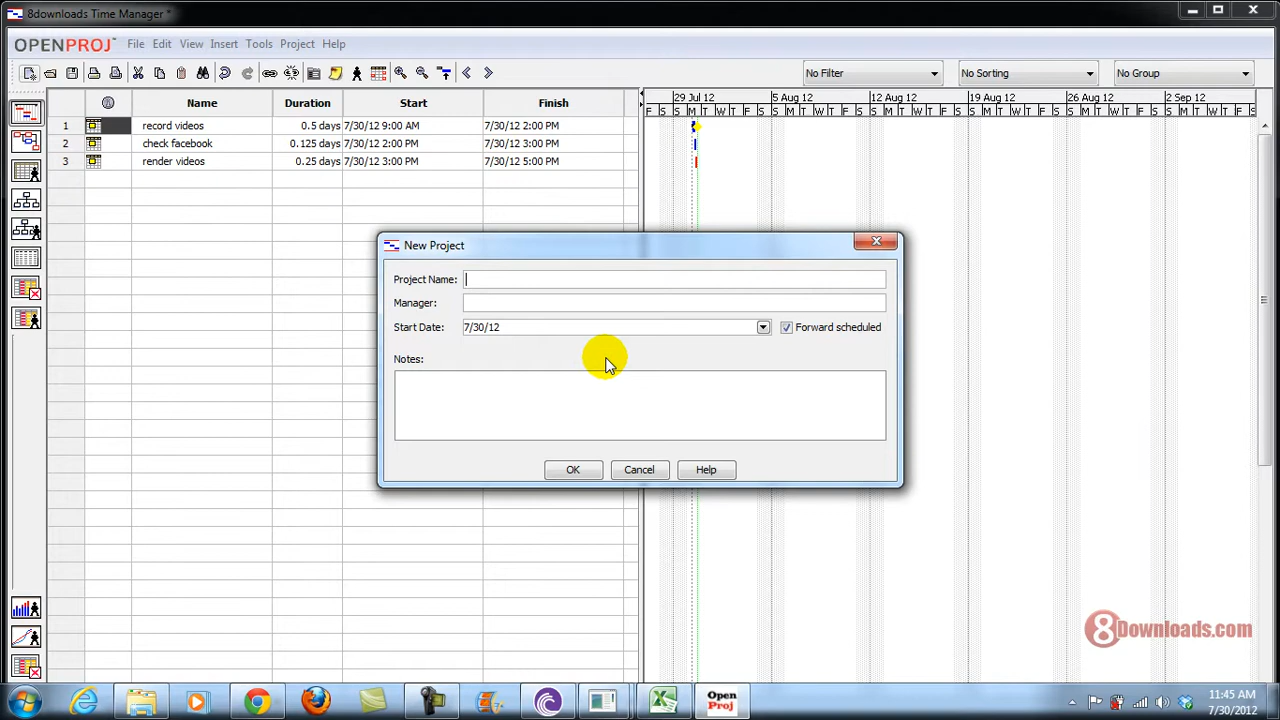 8downloads Time Manager *
OPENPROJ™ File Edit View Insert Tools Project Help
No Filter No Sorting No Group
Name Duration Start Finish
29 Jul 12 5 Aug 12 12 Aug 12 19 Aug 12 26 Aug 12 2 Sep 12
F S S M T W T F S S M T W T F S S M T W T F S S M T W T F S S M T W T F S S M T W T F S
1 record videos 0.5 days 7/30/12 9:00 AM 7/30/12 2:00 PM
2 check facebook 0.125 days 7/30/12 2:00 PM 7/30/12 3:00 PM
3 render videos 0.25 days 7/30/12 3:00 PM 7/30/12 5:00 PM
New Project
Project Name:
Manager:
Start Date: 7/30/12 Forward scheduled
Notes:
OK Cancel Help
8Downloads.com
Open
Proj
11:45 AM
7/30/2012